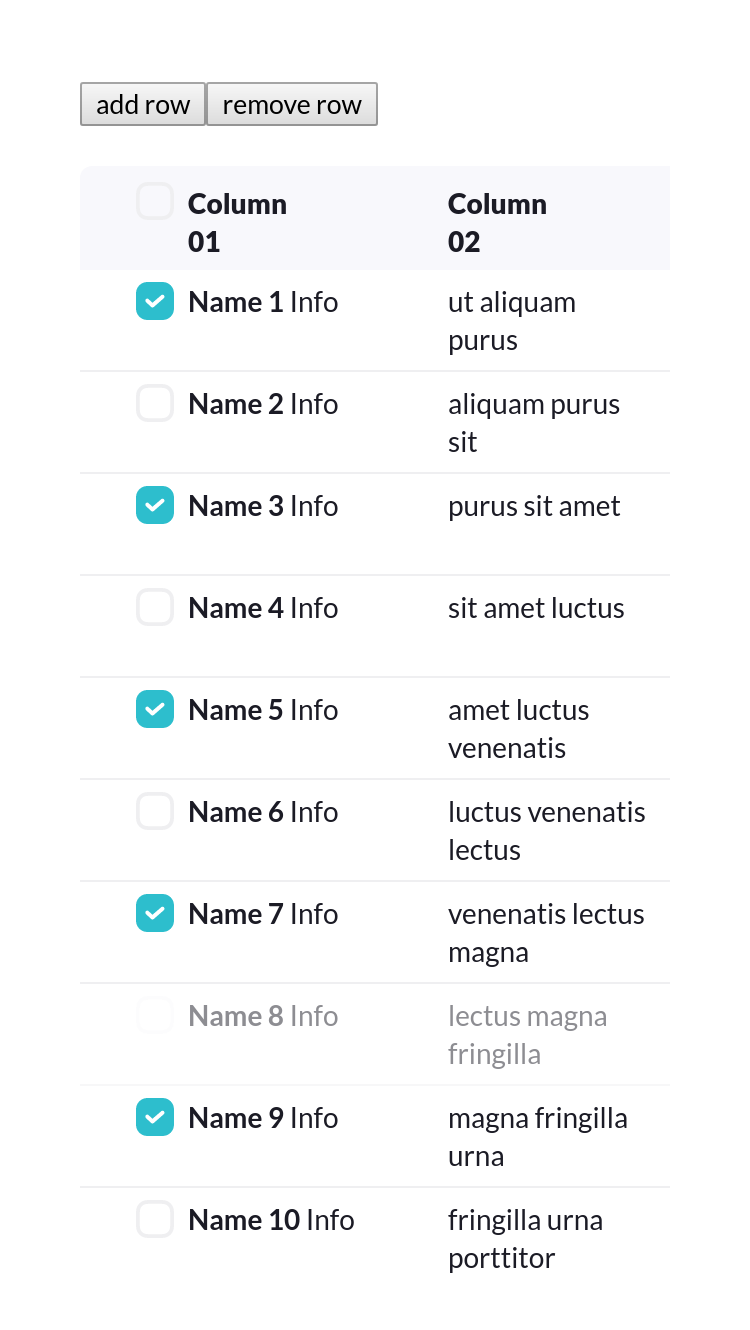 add row remove row
Column Column
01 02
Name 1 Info ut aliquam
purus
Name 2 Info aliquam purus
sit
Name 3 Info purus sit amet
Name 4 Info sit amet luctus
Name 5 Info amet luctus
venenatis
Name 6 Info luctus venenatis
lectus
Name 7 Info venenatis lectus
magna
Name 8 Info lectus magna
fringilla
Name 9 Info magna fringilla
urna
Name 10 Info fringilla urna
porttitor